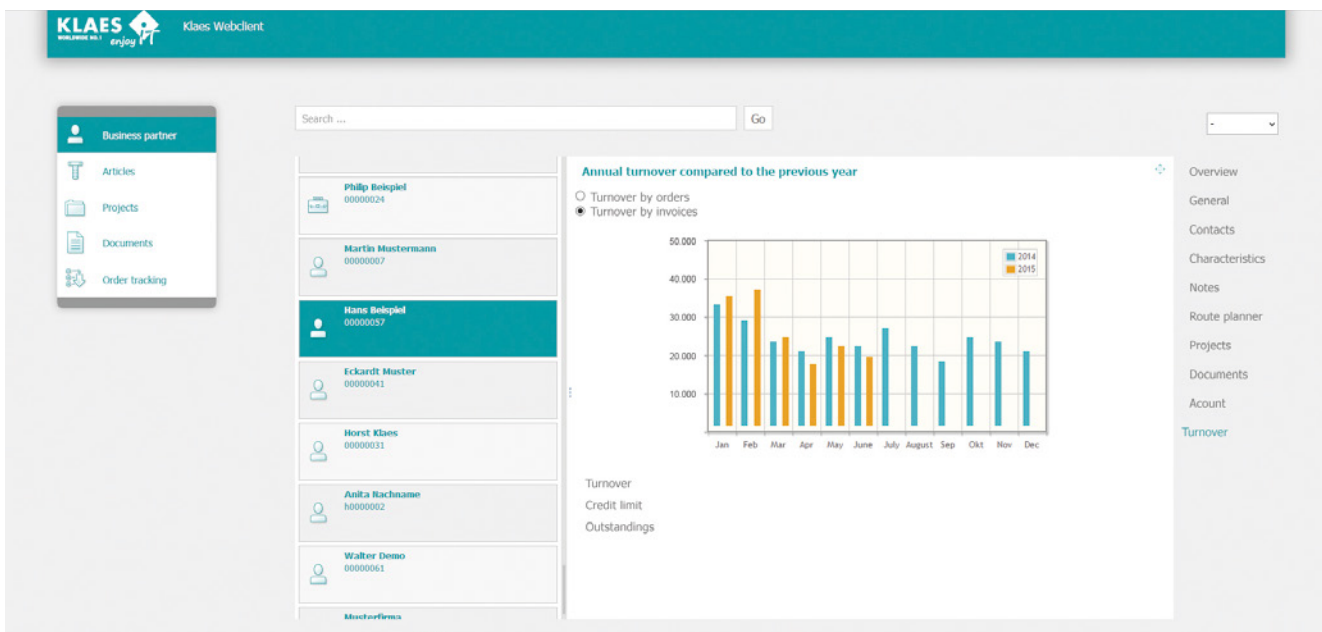 KLAES
WORLDWIDE NO. 1
enjoy IT
Klaes Webclient
Business partner
Articles
Projects
Documents
Order tracking
Search ...
Go
-
Philip Beispiel
00000024
Martin Mustermann
00000007
Hans Beispiel
00000057
Eckardt Muster
00000041
Horst Klaes
00000031
Anita Nachname
h0000002
Walter Demo
00000061
Musterfirma
Annual turnover compared to the previous year
Turnover by orders
Turnover by invoices
50.000
40.000
30.000
20.000
10.000
2014
2015
Jan Feb Mar Apr May June July August Sep Okt Nov Dec
Turnover
Credit limit
Outstandings
Overview
General
Contacts
Characteristics
Notes
Route planner
Projects
Documents
Acount
Turnover